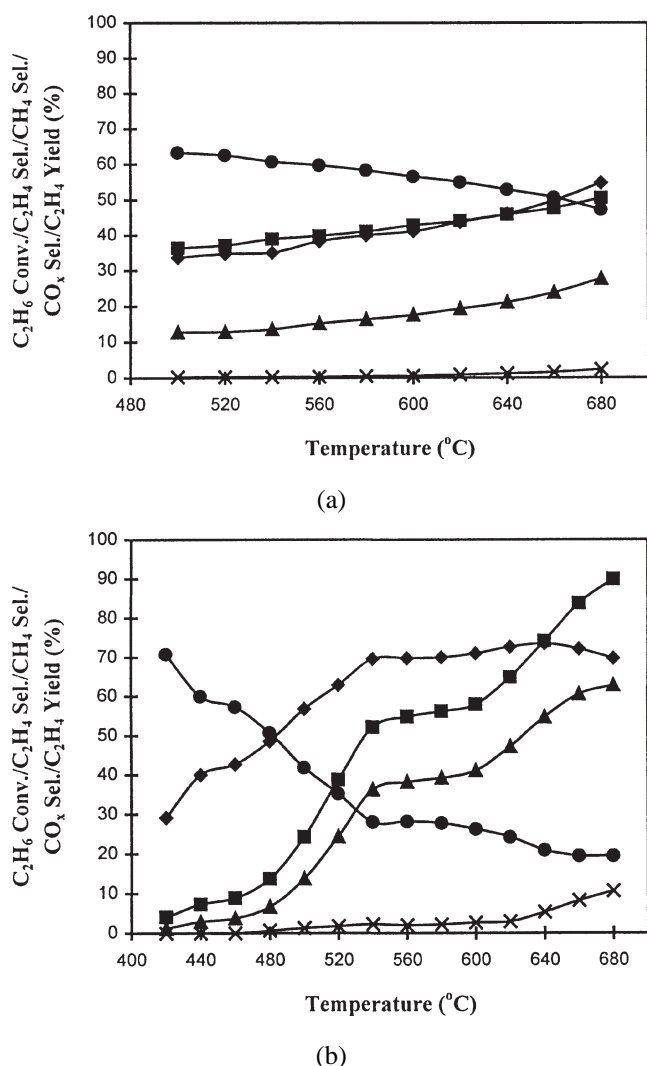 100
90
80
70
60
50
40
30
20
10
0
C₂H₆ Conv./C₂H₄ Sel./CH₄ Sel./
COₓ Sel./C₂H₄ Yield (%)
480 520 560 600 640 680
Temperature (°C)
(a)
100
90
80
70
60
50
40
30
20
10
0
C₂H₆ Conv./C₂H₄ Sel./CH₄ Sel./
COₓ Sel./C₂H₄ Yield (%)
400 440 480 520 560 600 640 680
Temperature (°C)
(b)